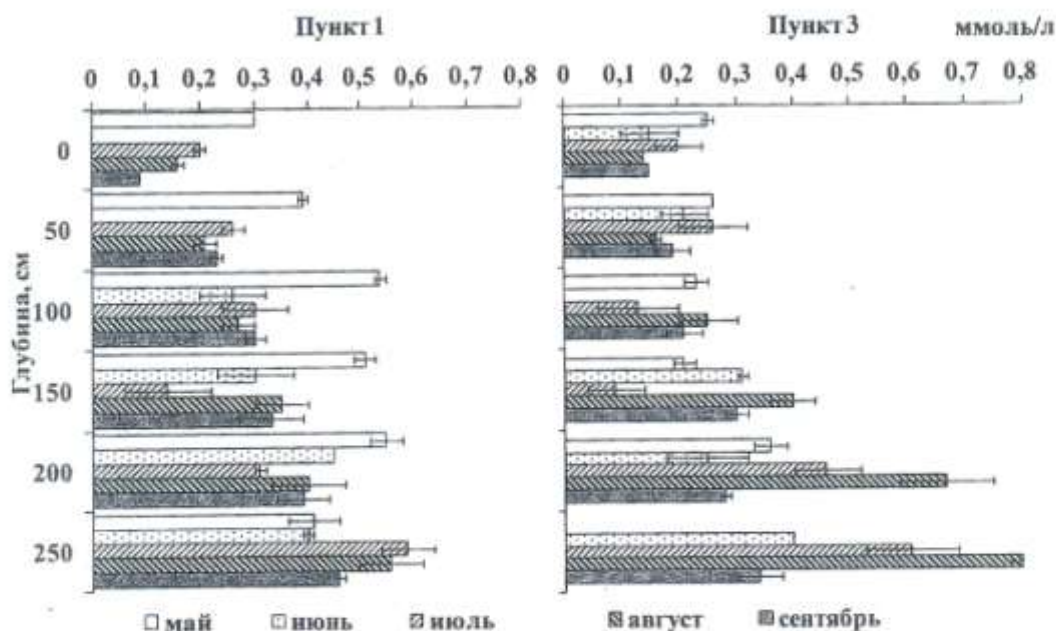 Пункт 1 Пункт 3 ммоль/л
0 0,1 0,2 0,3 0,4 0,5 0,6 0,7 0,8 0 0,1 0,2 0,3 0,4 0,5 0,6 0,7 0,8
Глубина, см
0
50
100
150
200
250
май июнь июль август сентябрь